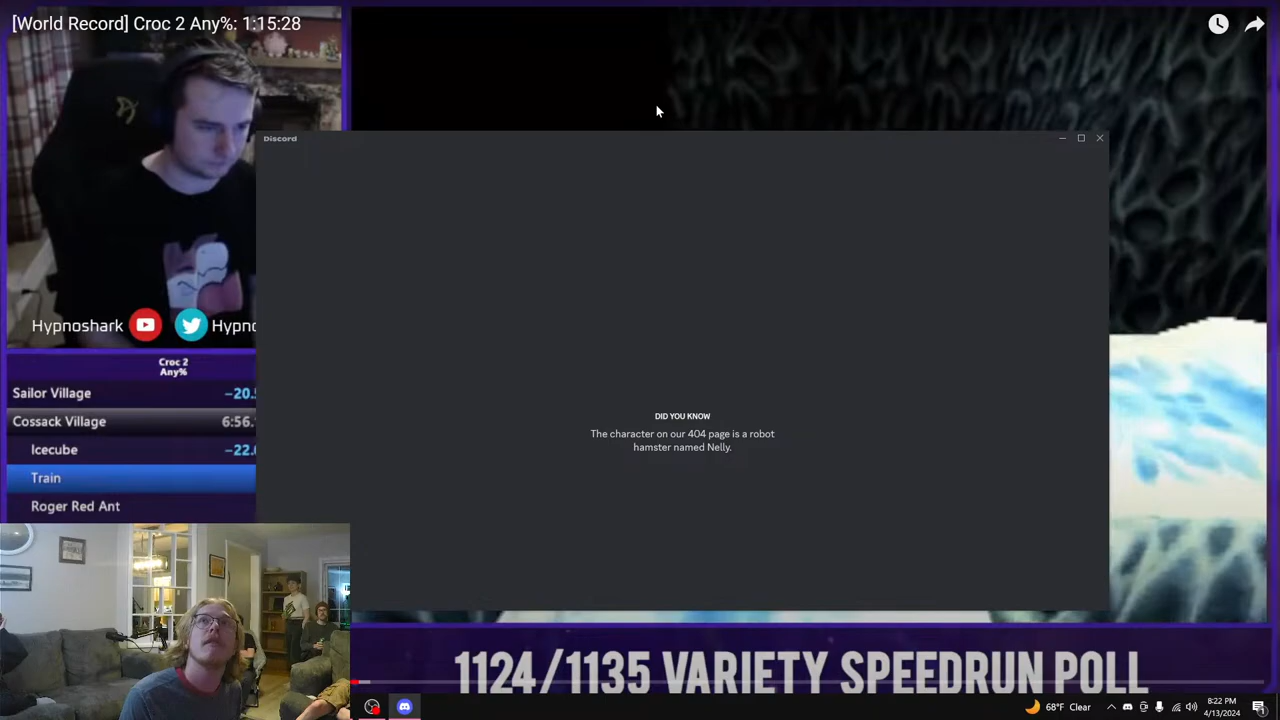 [World Record] Croc 2 Any%: 1:15:28
Discord
Hypnoshark
Hypno
Croc 2
Any%
Sailor Village
−20.
Cossack Village
6:56.
Icecube
−22.
Train
Roger Red Ant
DID YOU KNOW
The character on our 404 page is a robot
hamster named Nelly.
1124/1135 VARIETY SPEEDRUN POLL
68°F Clear
8:22 PM
4/13/2024